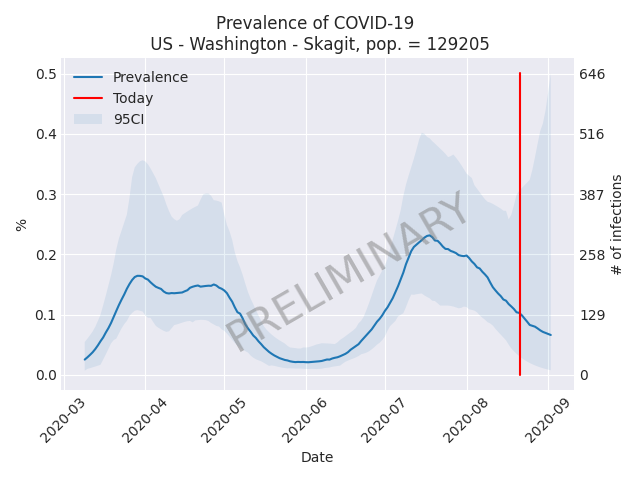 Prevalence of COVID-19
US - Washington - Skagit, pop. = 129205
Prevalence
Today
95CI
PRELIMINARY
%
0.5
0.4
0.3
0.2
0.1
0.0
646
516
387
258
129
0
# of infections
2020-03
2020-04
2020-05
2020-06
2020-07
2020-08
2020-09
Date